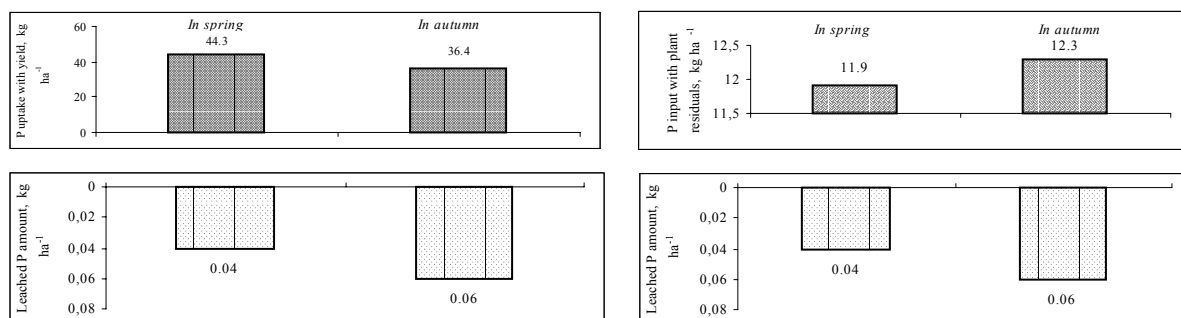 P uptake with yield, kg
ha-1
60
40
20
0
In spring
44.3
In autumn
36.4
P input with plant
residuals, kg ha -1
12,5
12
11,5
In spring
11.9
In autumn
12.3
Leached P amount, kg
ha-1
0
0,02
0,04
0,06
0,08
0.04
0.06
Leached P amount, kg
ha-1
0
0,02
0,04
0,06
0,08
0.04
0.06